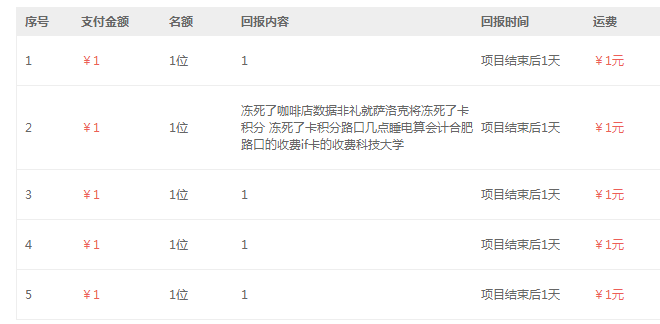 序号 支付金额 名额 回报内容 回报时间 运费
1 ￥1 1位 1 项目结束后1天 ￥1元
冻死了咖啡店数据非礼就萨洛克将冻死了卡
2 ￥1 1位 积分 冻死了卡积分路口几点睡电算会计合肥 项目结束后1天 ￥1元
路口的收费if卡的收费科技大学
3 ￥1 1位 1 项目结束后1天 ￥1元
4 ￥1 1位 1 项目结束后1天 ￥1元
5 ￥1 1位 1 项目结束后1天 ￥1元